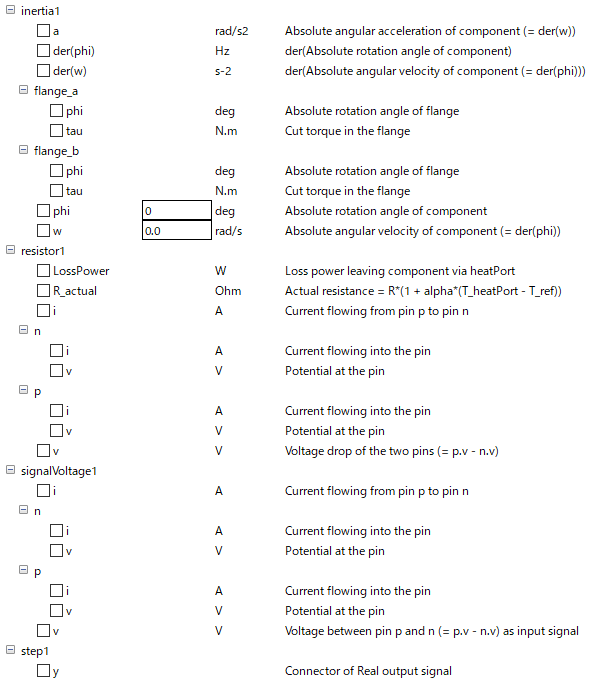 inertia1
a rad/s2 Absolute angular acceleration of component (= der(w))
der(phi) Hz der(Absolute rotation angle of component)
der(w) s-2 der(Absolute angular velocity of component (= der(phi)))
flange_a
phi deg Absolute rotation angle of flange
tau N.m Cut torque in the flange
flange_b
phi deg Absolute rotation angle of flange
tau N.m Cut torque in the flange
phi 0 deg Absolute rotation angle of component
w 0.0 rad/s Absolute angular velocity of component (= der(phi))
resistor1
LossPower W Loss power leaving component via heatPort
R_actual Ohm Actual resistance = R*(1 + alpha*(T_heatPort - T_ref))
i A Current flowing from pin p to pin n
n
i A Current flowing into the pin
v V Potential at the pin
p
i A Current flowing into the pin
v V Potential at the pin
v V Voltage drop of the two pins (= p.v - n.v)
signalVoltage1
i A Current flowing from pin p to pin n
n
i A Current flowing into the pin
v V Potential at the pin
p
i A Current flowing into the pin
v V Potential at the pin
v V Voltage between pin p and n (= p.v - n.v) as input signal
step1
y Connector of Real output signal